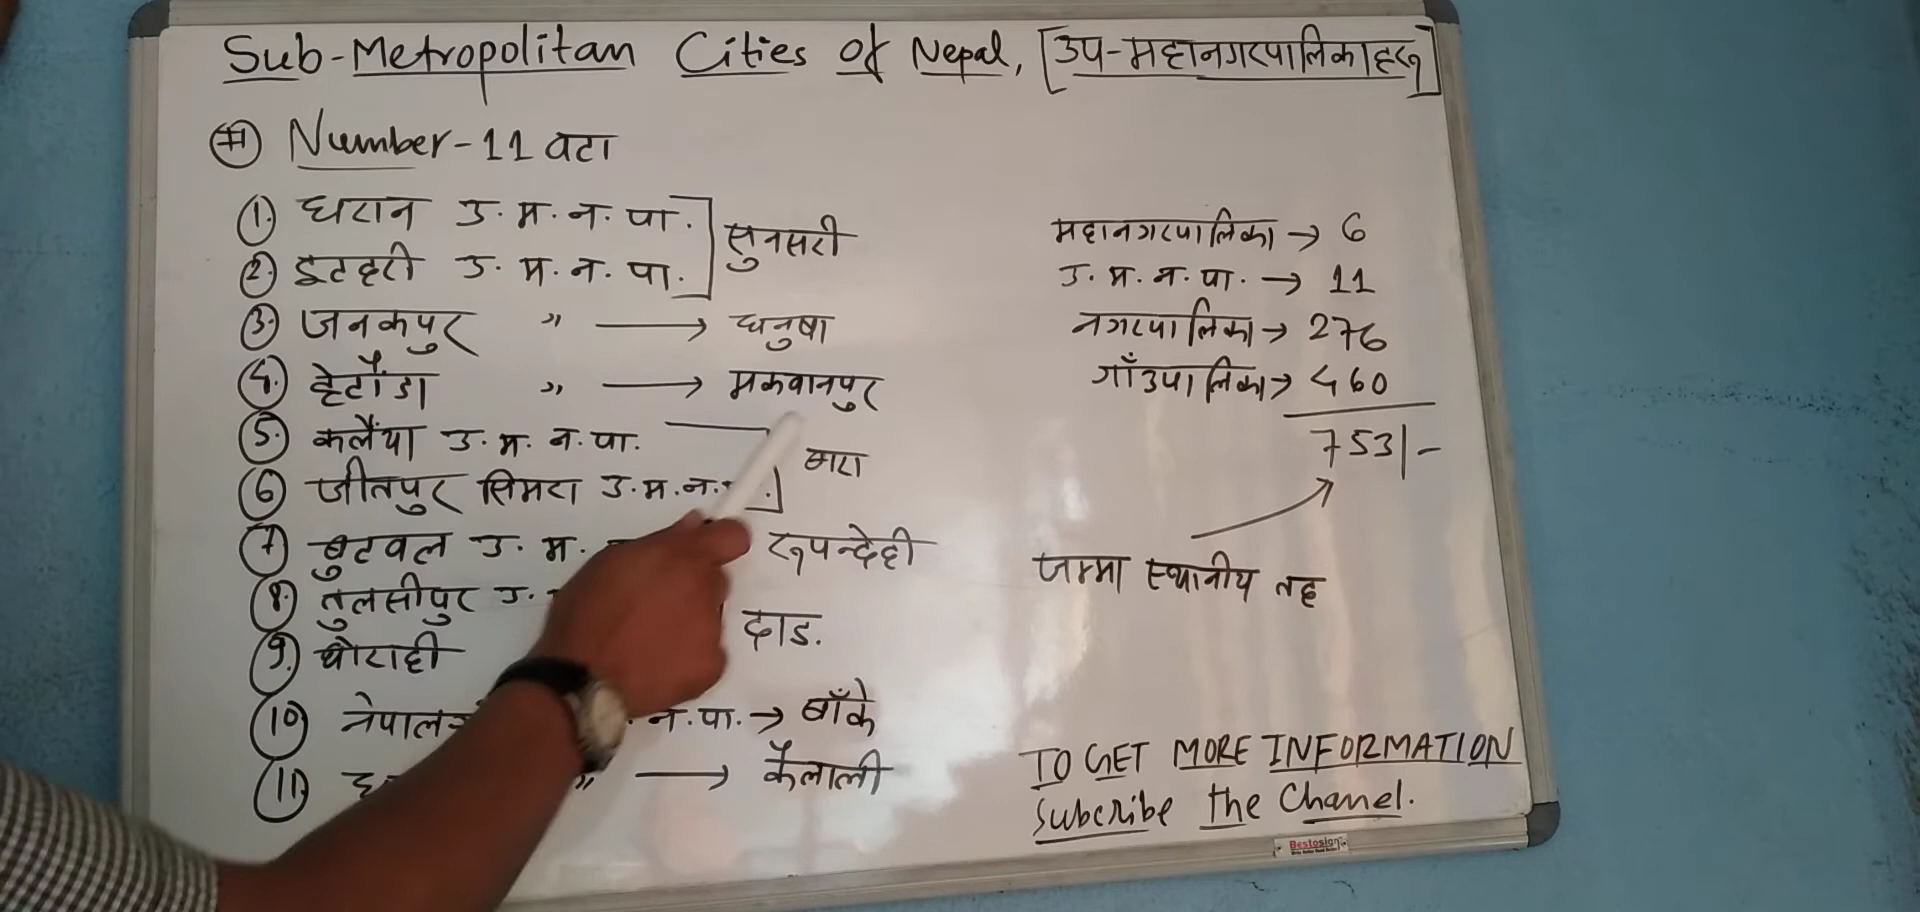 Sub-Metropolitan Cities of Nepal, [उप-महानगरपालिकाहरू]
# Number-11 वटा
1. धरान उ. म. न. पा.
2. इटहरी उ. म. न. पा.
सुनसरी
3. जनकपुर " → धनुषा
4. हेटौंडा " → मकवानपुर
5. कलैया उ. म. न. पा.
6. जीतपुर सिमरा उ. म. न.
बारा
7. बुटवल उ. म. रूपन्देही
8. तुलसीपुर उ.
9. घोराही
दाङ.
10. न. पा. → बाँके
11. " → कैलाली
महानगरपालिका → 6
उ. म. न. पा. → 11
नगरपालिका → 276
गाँउपालिका → 460
753/-
जम्मा स्थानीय तह
TO GET MORE INFORMATION
Subcribe the Chanel.
Bestosign